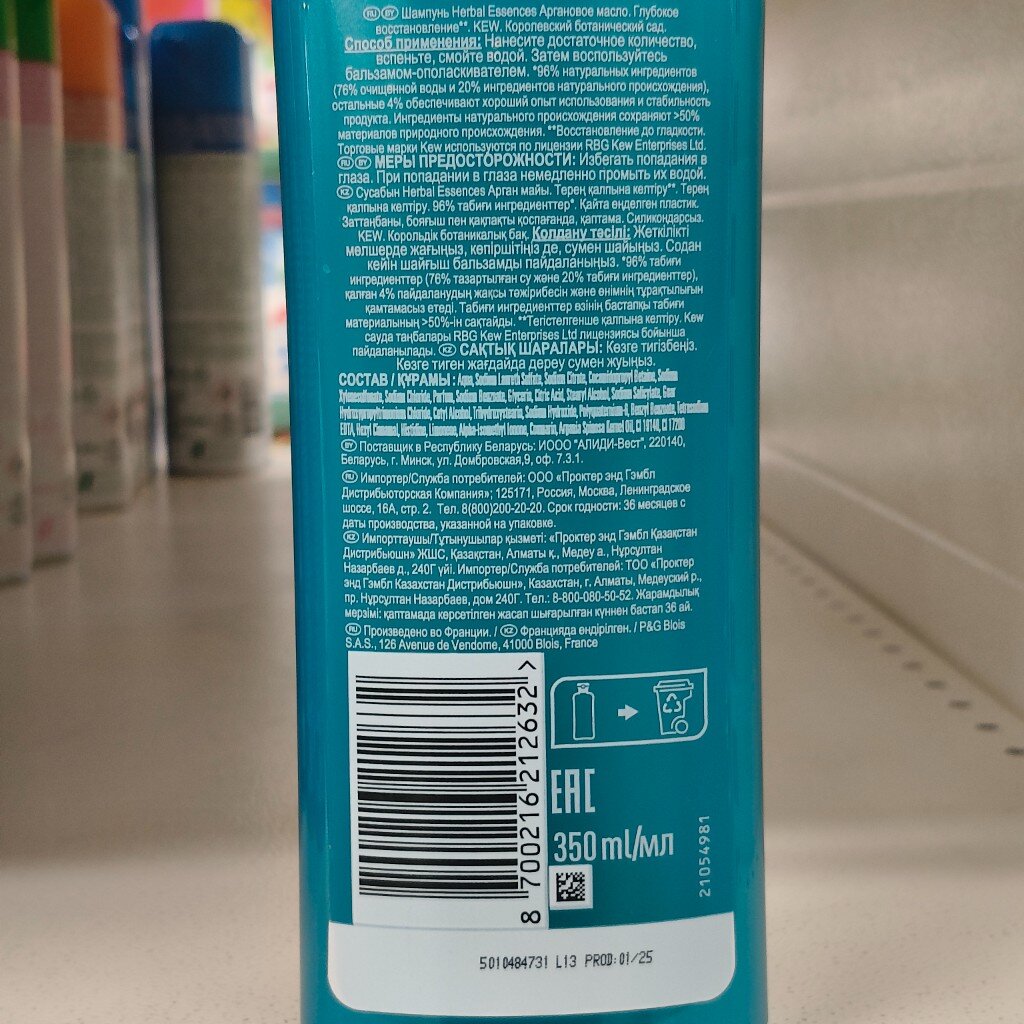 RU BY Шампунь Herbal Essences Аргановое масло. Глубокое
восстановление**. KEW. Королевский ботанический сад.
Способ применения: Нанесите достаточное количество,
вспеньте, смойте водой. Затем воспользуйтесь
бальзамом-ополаскивателем. *96% натуральных ингредиентов
(76% очищенной воды и 20% ингредиентов натурального происхождения),
остальные 4% обеспечивают хороший опыт использования и стабильность
продукта. Ингредиенты натурального происхождения сохраняют >50%
материалов природного происхождения. **Восстановление до гладкости.
Торговые марки Kew используются по лицензии RBG Kew Enterprises Ltd.
RU BY МЕРЫ ПРЕДОСТОРОЖНОСТИ: Избегать попадания в
глаза. При попадании в глаза немедленно промыть их водой.
KZ Сусабын Herbal Essences Арган майы. Терең қалпына келтіру**. Терең
қалпына келтіру. 96% табиғи ингредиенттер*. Қайта өңделген пластик.
Заттаңбаны, бояғыш пен қақпақты қоспағанда, қаптама. Силикондарсыз.
KEW. Корольдік ботаникалық бақ. Қолдану тәсілі: Жеткілікті
мөлшерде жағыңыз, көпіршітіңіз де, сумен шайыңыз. Содан
кейін шайғыш бальзамды пайдаланыңыз. *96% табиғи
ингредиенттер (76% тазартылған су және 20% табиғи ингредиенттер),
қалған 4% пайдаланудың жақсы тәжірибесін және өнімнің тұрақтылығын
қамтамасыз етеді. Табиғи ингредиенттер өзінің бастапқы табиғи
материалының >50%-ін сақтайды. **Тегістелгенше қалпына келтіру. Kew
сауда таңбалары RBG Kew Enterprises Ltd лицензиясы бойынша
пайдаланылады. KZ САҚТЫҚ ШАРАЛАРЫ: Көзге тигізбеңіз.
Көзге тиген жағдайда дереу сумен жуыңыз.
СОСТАВ / ҚҰРАМЫ: Aqua, Sodium Laureth Sulfate, Sodium Citrate, Cocamidopropyl Betaine, Sodium
Xylenesulfonate, Sodium Chloride, Parfum, Sodium Benzoate, Glycerin, Citric Acid, Stearyl Alcohol, Sodium Salicylate, Guar
Hydroxypropyltrimonium Chloride, Cetyl Alcohol, Trihydroxystearin, Sodium Hydroxide, Polyquaternium-6, Benzyl Benzoate, Tetrasodium
EDTA, Hexyl Cinnamal, Histidine, Limonene, Alpha-Isomethyl Ionone, Coumarin, Argania Spinosa Kernel Oil, CI 19140, CI 17200
BY Поставщик в Республику Беларусь: ИООО "АЛИДИ-Вест", 220140,
Беларусь, г. Минск, ул. Домбровская,9, оф. 7.3.1.
RU Импортер/Служба потребителей: ООО «Проктер энд Гэмбл
Дистрибьюторская Компания»; 125171, Россия, Москва, Ленинградское
шоссе, 16А, стр. 2. Тел. 8(800)200-20-20. Срок годности: 36 месяцев с
даты производства, указанной на упаковке.
KZ Импорттаушы/Тұтынушылар қызметі: «Проктер энд Гэмбл Қазақстан
Дистрибьюшн» ЖШС, Қазақстан, Алматы қ., Медеу а., Нұрсұлтан
Назарбаев д., 240Г үйі. Импортер/Служба потребителей: ТОО «Проктер
энд Гэмбл Казахстан Дистрибьюшн», Казахстан, г. Алматы, Медеуский р.,
пр. Нұрсұлтан Назарбаев, дом 240Г. Тел.: 8-800-080-50-52. Жарамдылық
мерзімі: қаптамада көрсетілген жасап шығарылған күннен бастап 36 ай.
RU Произведено во Франции. / KZ Францияда өндірілген. / P&G Blois
S.A.S., 126 Avenue de Vendome, 41000 Blois, France
8 700216 212632 >
EAC
350 ml/мл
21054981
5010484731 L13 PROD:01/25